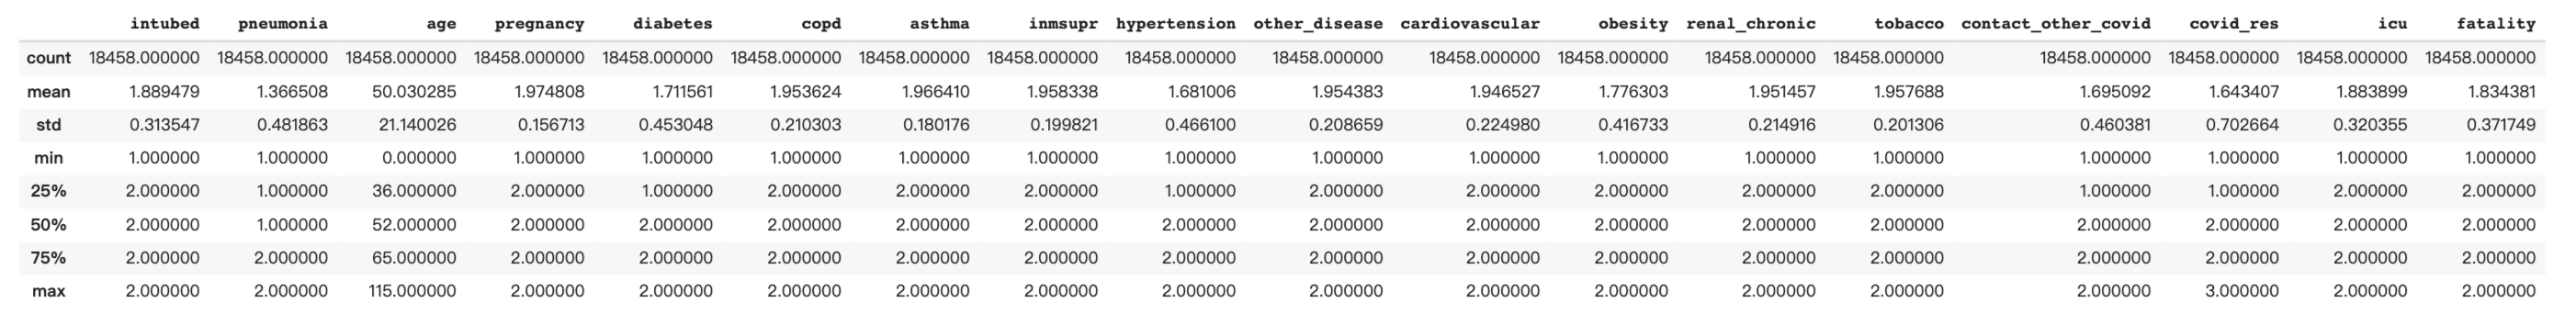 intubed pneumonia age pregnancy diabetes copd asthma inmsupr hypertension other_disease cardiovascular obesity renal_chronic tobacco contact_other_covid covid_res icu fatality
count 18458.000000 18458.000000 18458.000000 18458.000000 18458.000000 18458.000000 18458.000000 18458.000000 18458.000000 18458.000000 18458.000000 18458.000000 18458.000000 18458.000000 18458.000000 18458.000000 18458.000000 18458.000000
mean 1.889479 1.366508 50.030285 1.974808 1.711561 1.953624 1.966410 1.958338 1.681006 1.954383 1.946527 1.776303 1.951457 1.957688 1.695092 1.643407 1.883899 1.834381
std 0.313547 0.481863 21.140026 0.156713 0.453048 0.210303 0.180176 0.199821 0.466100 0.208659 0.224980 0.416733 0.214916 0.201306 0.460381 0.702664 0.320355 0.371749
min 1.000000 1.000000 0.000000 1.000000 1.000000 1.000000 1.000000 1.000000 1.000000 1.000000 1.000000 1.000000 1.000000 1.000000 1.000000 1.000000 1.000000 1.000000
25% 2.000000 1.000000 36.000000 2.000000 1.000000 2.000000 2.000000 2.000000 1.000000 2.000000 2.000000 2.000000 2.000000 2.000000 1.000000 1.000000 2.000000 2.000000
50% 2.000000 1.000000 52.000000 2.000000 2.000000 2.000000 2.000000 2.000000 2.000000 2.000000 2.000000 2.000000 2.000000 2.000000 2.000000 2.000000 2.000000 2.000000
75% 2.000000 2.000000 65.000000 2.000000 2.000000 2.000000 2.000000 2.000000 2.000000 2.000000 2.000000 2.000000 2.000000 2.000000 2.000000 2.000000 2.000000 2.000000
max 2.000000 2.000000 115.000000 2.000000 2.000000 2.000000 2.000000 2.000000 2.000000 2.000000 2.000000 2.000000 2.000000 2.000000 2.000000 3.000000 2.000000 2.000000